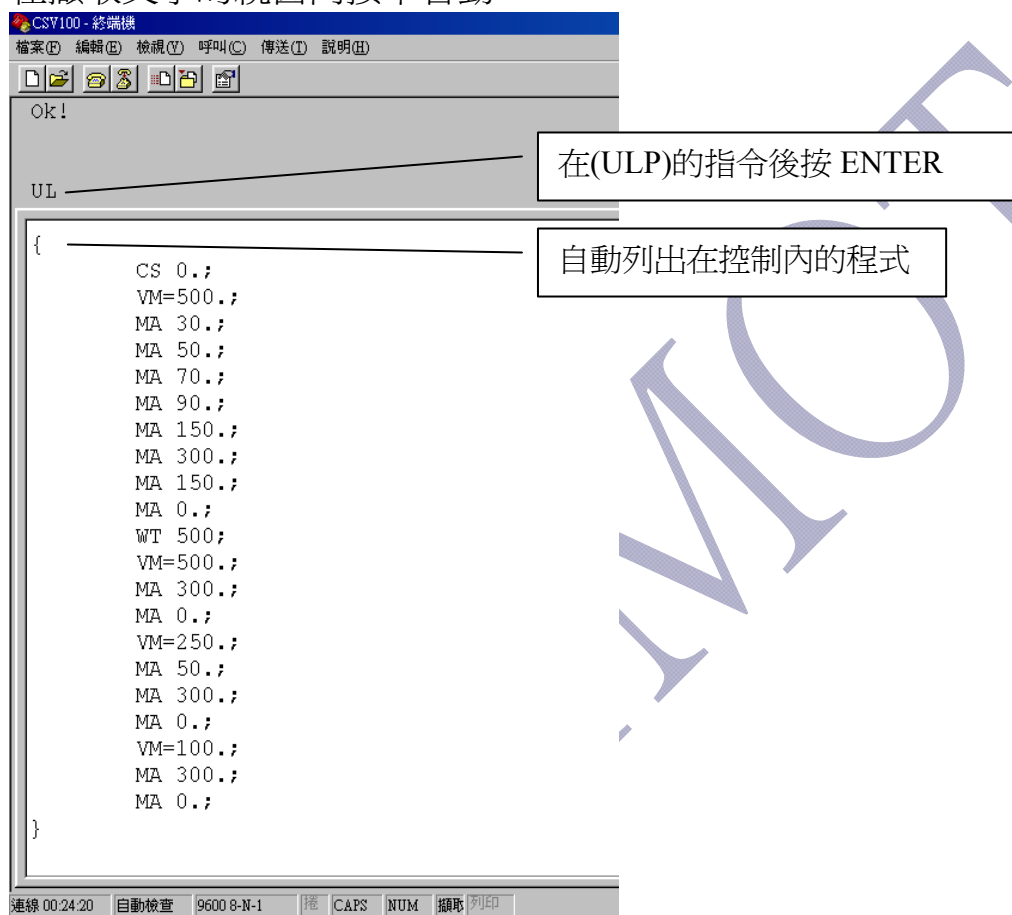 CSV100 - 終端機
檔案(F) 編輯(E) 檢視(V) 呼叫(C) 傳送(T) 說明(H)
Ok!
在(ULP)的指令後按 ENTER
UL
自動列出在控制內的程式
{
CS 0.;
VM=500.;
MA 30.;
MA 50.;
MA 70.;
MA 90.;
MA 150.;
MA 300.;
MA 150.;
MA 0.;
WT 500;
VM=500.;
MA 300.;
MA 0.;
VM=250.;
MA 50.;
MA 300.;
MA 0.;
VM=100.;
MA 300.;
MA 0.;
}
連線 00:24:20 自動檢查 9600 8-N-1 捲 CAPS NUM 擷取 列印